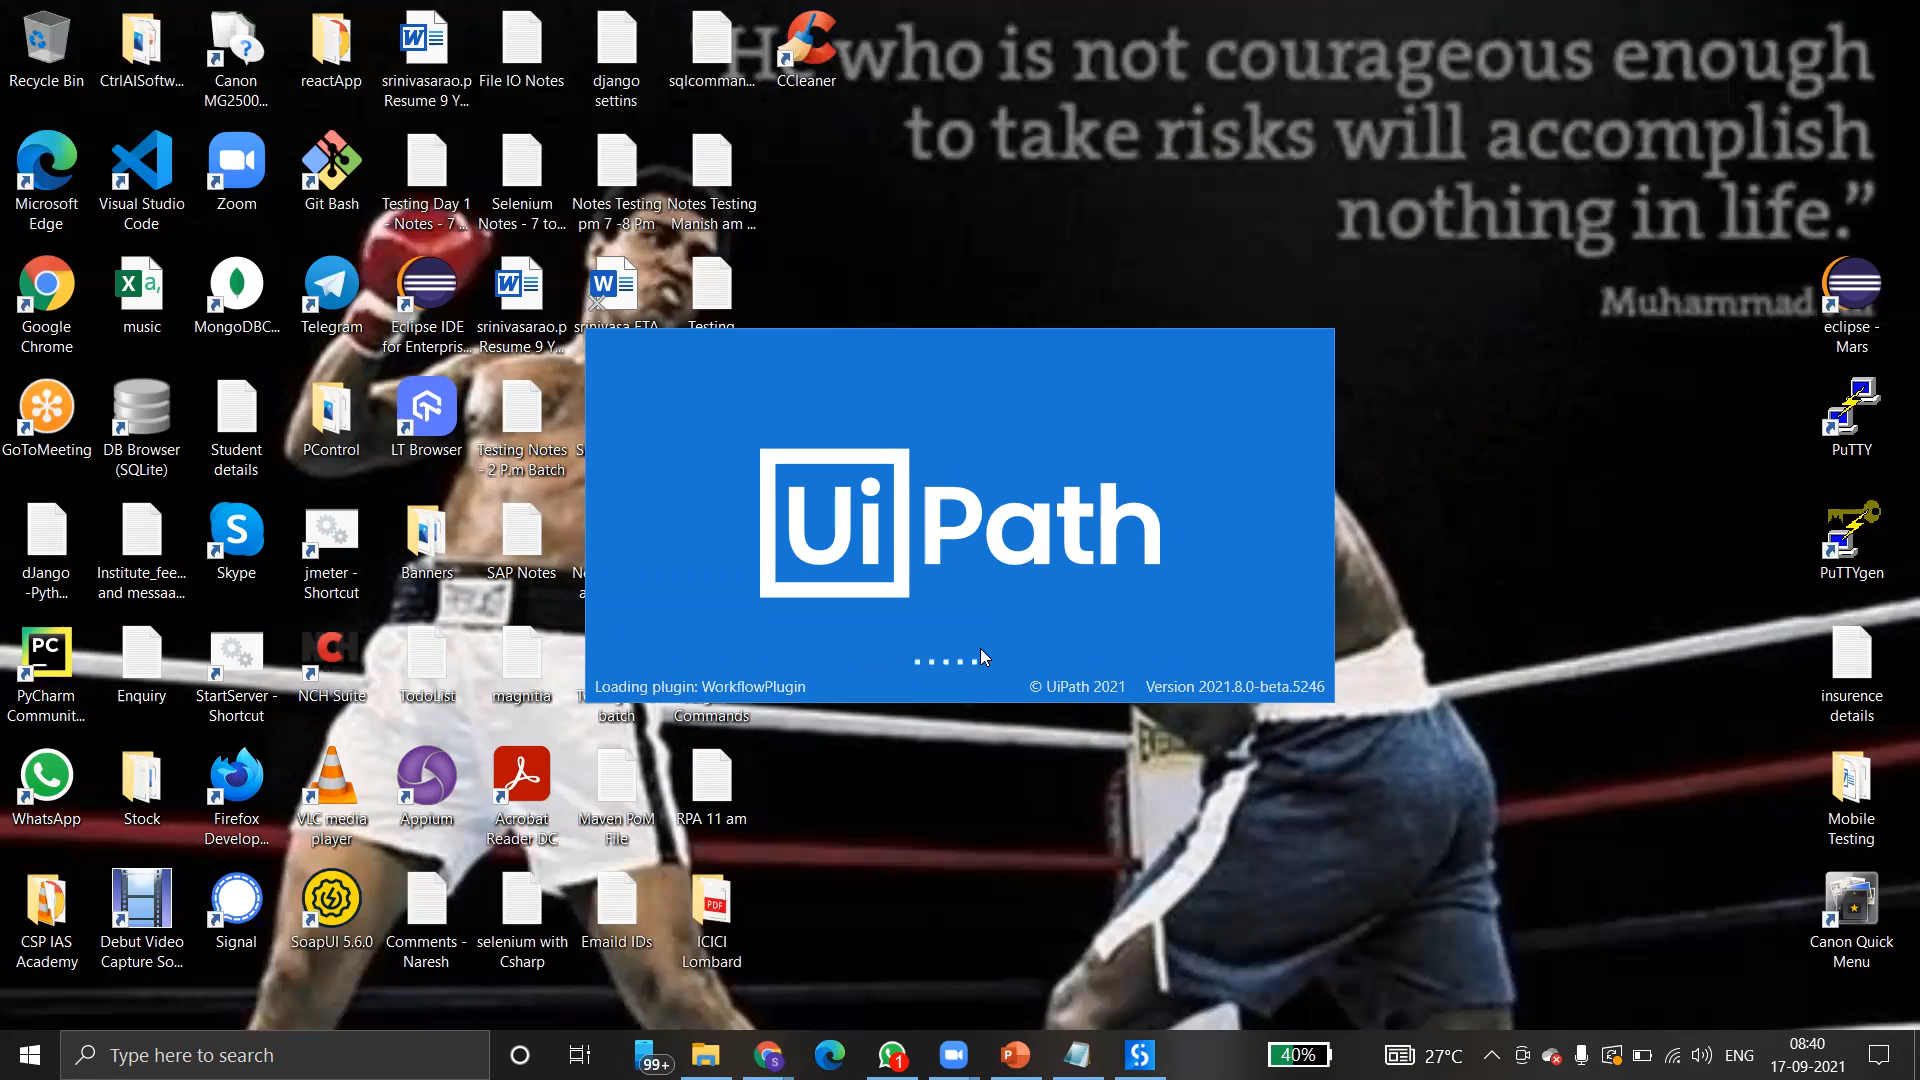 "He who is not courageous enough
to take risks will accomplish
nothing in life.”
Muhammad
Recycle Bin
CtrlAISoftw...
Canon
MG2500...
reactApp
srinivasarao.p
Resume 9 Y...
File IO Notes
django
settins
sqlcomman...
CCleaner
Microsoft
Edge
Visual Studio
Code
Zoom
Git Bash
Testing Day 1
- Notes - 7 ...
Selenium
Notes - 7 to...
Notes Testing
pm 7 -8 Pm
Notes Testing
Manish am ...
Google
Chrome
music
MongoDBC...
Telegram
Eclipse IDE
for Enterpris...
srinivasarao.p
Resume 9 Y...
srinivasa ETA
Testing
eclipse -
Mars
GoToMeeting
DB Browser
(SQLite)
Student
details
PControl
LT Browser
Testing Notes
- 2 P.m Batch
PuTTY
dJango
-Pyth...
Institute_fee...
and messaa...
Skype
jmeter -
Shortcut
Banners
SAP Notes
PuTTYgen
PyCharm
Communit...
Enquiry
StartServer -
Shortcut
NCH Suite
TodoList
magnitia
batch
Commands
insurence
details
WhatsApp
Stock
Firefox
Develop...
VLC media
player
Appium
Acrobat
Reader DC
Maven PoM
File
RPA 11 am
Mobile
Testing
CSP IAS
Academy
Debut Video
Capture So...
Signal
SoapUI 5.6.0
Comments -
Naresh
selenium with
Csharp
Emaild IDs
ICICI
Lombard
Canon Quick
Menu
UiPath
Loading plugin: WorkflowPlugin
© UiPath 2021
Version 2021.8.0-beta.5246
Type here to search
99+
1
40%
27°C
ENG
08:40
17-09-2021